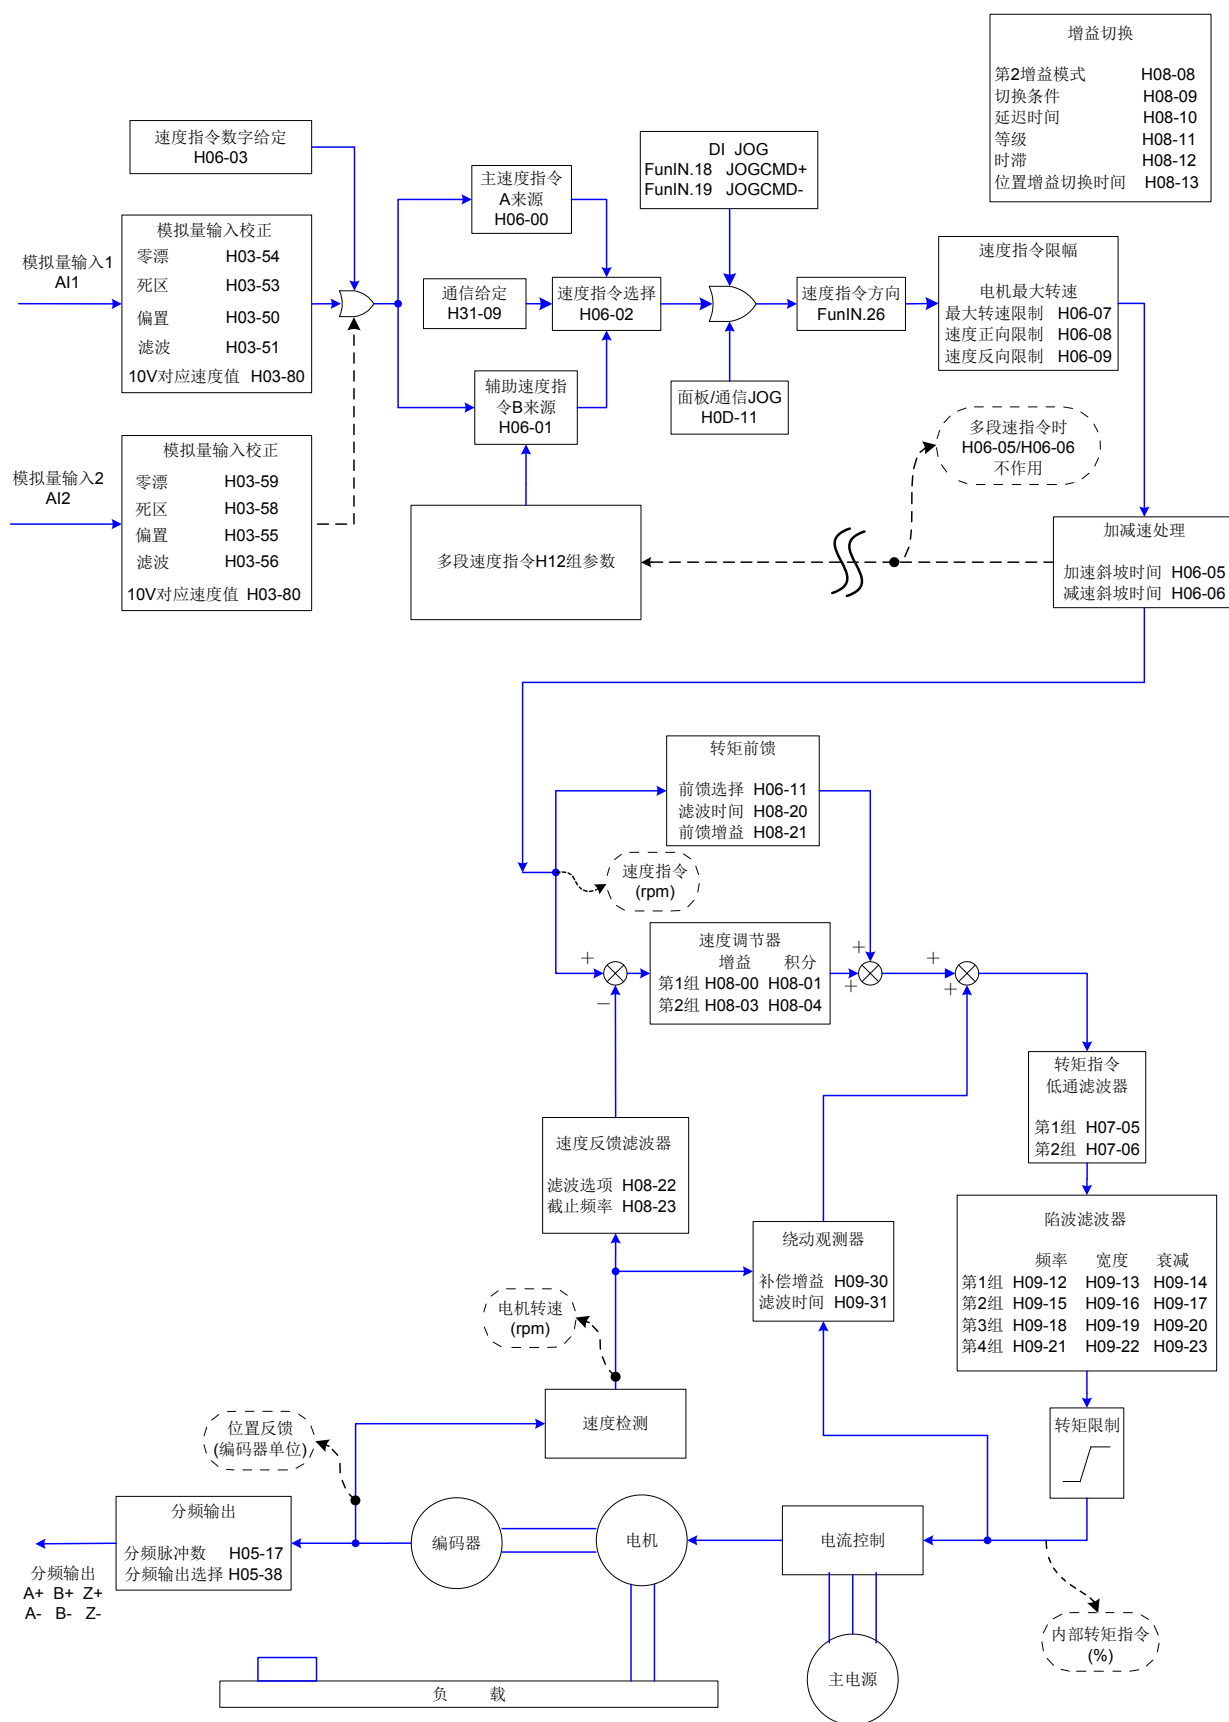 增益切换
第2增益模式 H08-08
切换条件 H08-09
延迟时间 H08-10
等级 H08-11
时滞 H08-12
位置增益切换时间 H08-13
速度指令数字给定
H06-03
模拟量输入1
AI1
模拟量输入校正
零漂 H03-54
死区 H03-53
偏置 H03-50
滤波 H03-51
10V对应速度值 H03-80
模拟量输入2
AI2
模拟量输入校正
零漂 H03-59
死区 H03-58
偏置 H03-55
滤波 H03-56
10V对应速度值 H03-80
主速度指令
A来源
H06-00
通信给定
H31-09
速度指令选择
H06-02
辅助速度指
令B来源
H06-01
多段速度指令H12组参数
DI JOG
FunIN.18 JOGCMD+
FunIN.19 JOGCMD-
面板/通信JOG
H0D-11
速度指令方向
FunIN.26
速度指令限幅
电机最大转速
最大转速限制 H06-07
速度正向限制 H06-08
速度反向限制 H06-09
多段速指令时
H06-05/H06-06
不作用
加减速处理
加速斜坡时间 H06-05
减速斜坡时间 H06-06
转矩前馈
前馈选择 H06-11
滤波时间 H08-20
前馈增益 H08-21
速度指令
(rpm)
速度调节器
增益 积分
第1组 H08-00 H08-01
第2组 H08-03 H08-04
+
−
+
+
+
+
转矩指令
低通滤波器
第1组 H07-05
第2组 H07-06
速度反馈滤波器
滤波选项 H08-22
截止频率 H08-23
陷波滤波器
频率 宽度 衰减
第1组 H09-12 H09-13 H09-14
第2组 H09-15 H09-16 H09-17
第3组 H09-18 H09-19 H09-20
第4组 H09-21 H09-22 H09-23
绕动观测器
补偿增益 H09-30
滤波时间 H09-31
电机转速
(rpm)
速度检测
转矩限制
位置反馈
(编码器单位)
分频输出
分频脉冲数 H05-17
分频输出选择 H05-38
分频输出
A+ B+ Z+
A- B- Z-
编码器
电机
电流控制
主电源
内部转矩指令
(%)
负 载